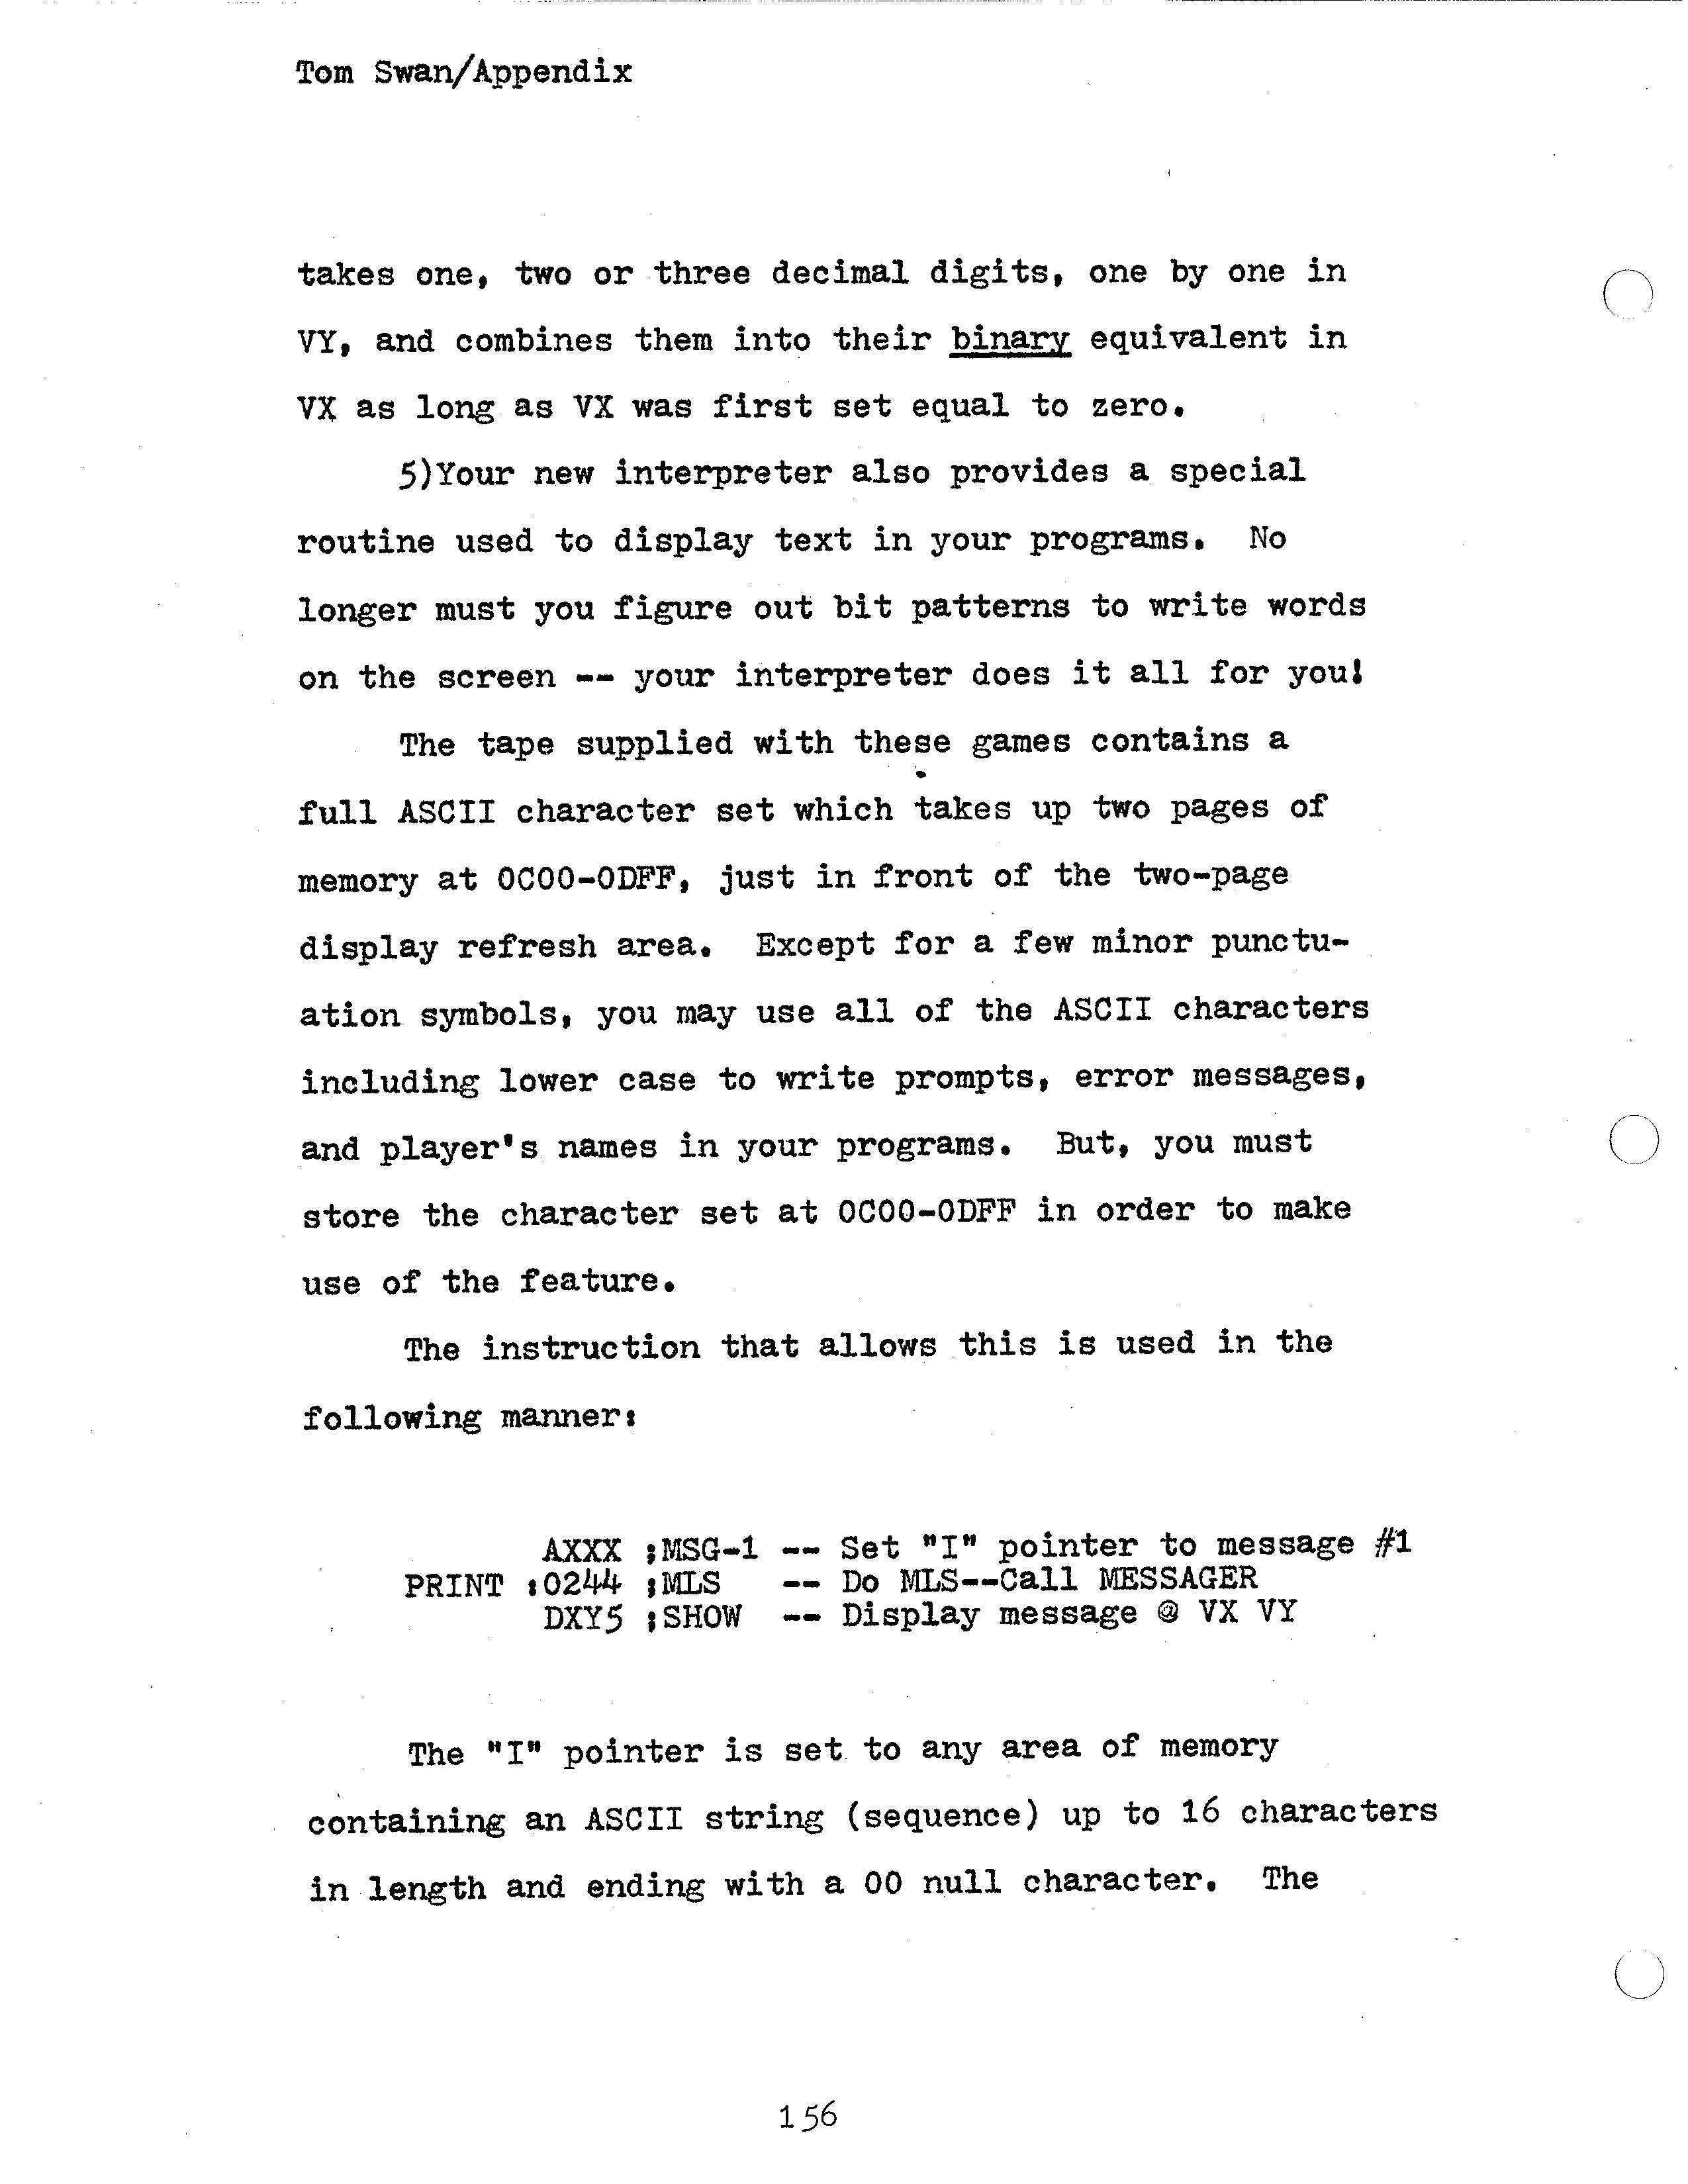 Tom Swan/Appendix
takes one, two or three decimal digits, one by one in
VY, and combines them into their binary equivalent in
VX as long as VX was first set equal to zero.
5)Your new interpreter also provides a special
routine used to display text in your programs.  No
longer must you figure out bit patterns to write words
on the screen -- your interpreter does it all for you!
The tape supplied with these games contains a
full ASCII character set which takes up two pages of
memory at 0C00-0DFF, just in front of the two-page
display refresh area.  Except for a few minor punctu-
ation symbols, you may use all of the ASCII characters
including lower case to write prompts, error messages,
and player's names in your programs.  But, you must
store the character set at 0C00-0DFF in order to make
use of the feature.
The instruction that allows this is used in the
following manner:
AXXX ;MSG-1 -- Set "I" pointer to message #1
PRINT :0244 ;MLS   -- Do MLS--Call MESSAGER
DXY5 ;SHOW  -- Display message @ VX VY
The "I" pointer is set to any area of memory
containing an ASCII string (sequence) up to 16 characters
in length and ending with a 00 null character.  The
156